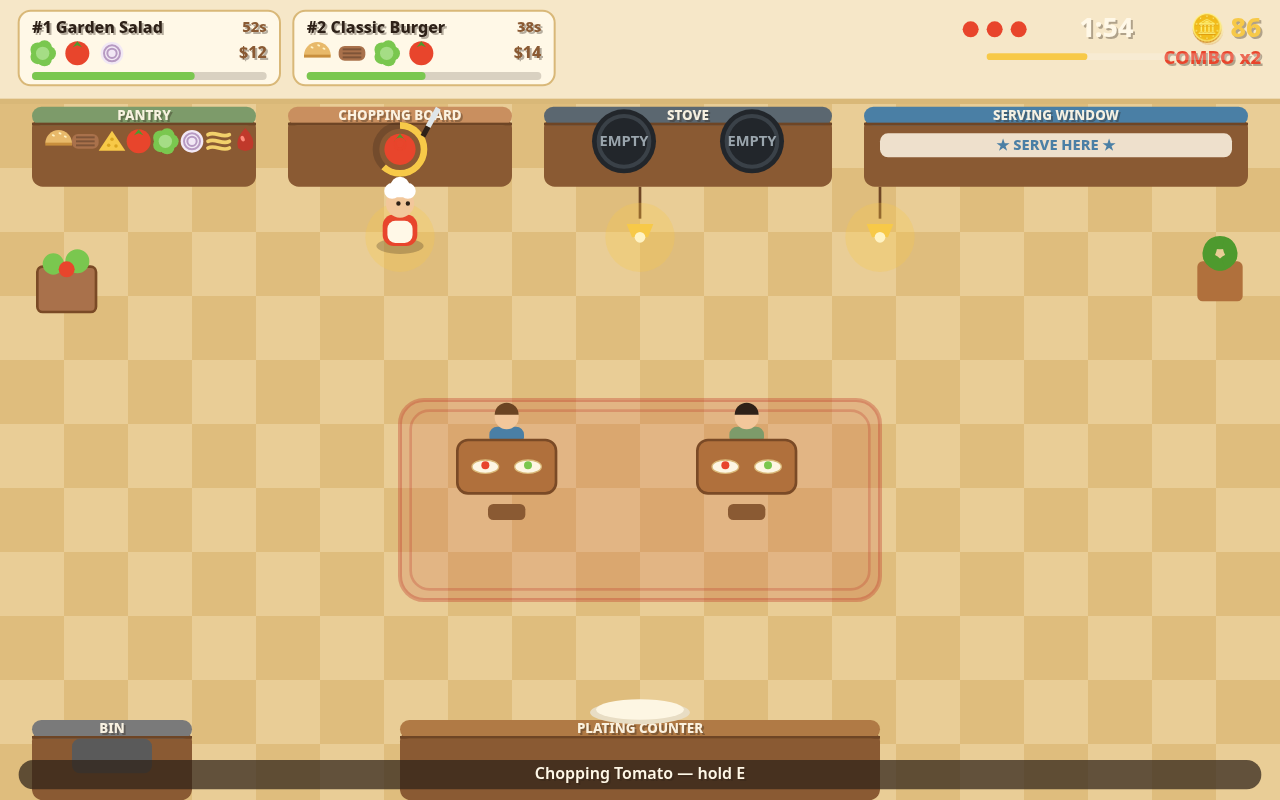 #1 Garden Salad 52s
$12
#2 Classic Burger 38s
$14
1:54 86
COMBO x2
PANTRY
CHOPPING BOARD
STOVE
SERVING WINDOW
EMPTY EMPTY
★ SERVE HERE ★
BIN
PLATING COUNTER
Chopping Tomato — hold E